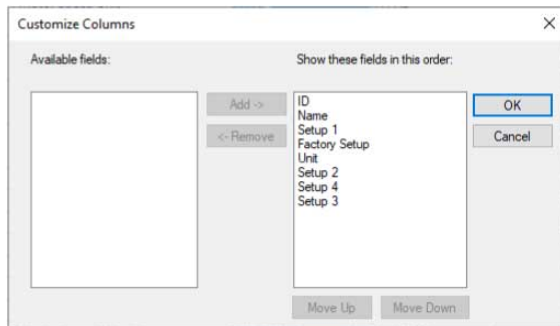 Customize Columns
Available fields:
Show these fields in this order:
Add ->
<- Remove
ID
Name
Setup 1
Factory Setup
Unit
Setup 2
Setup 4
Setup 3
OK
Cancel
Move Up
Move Down